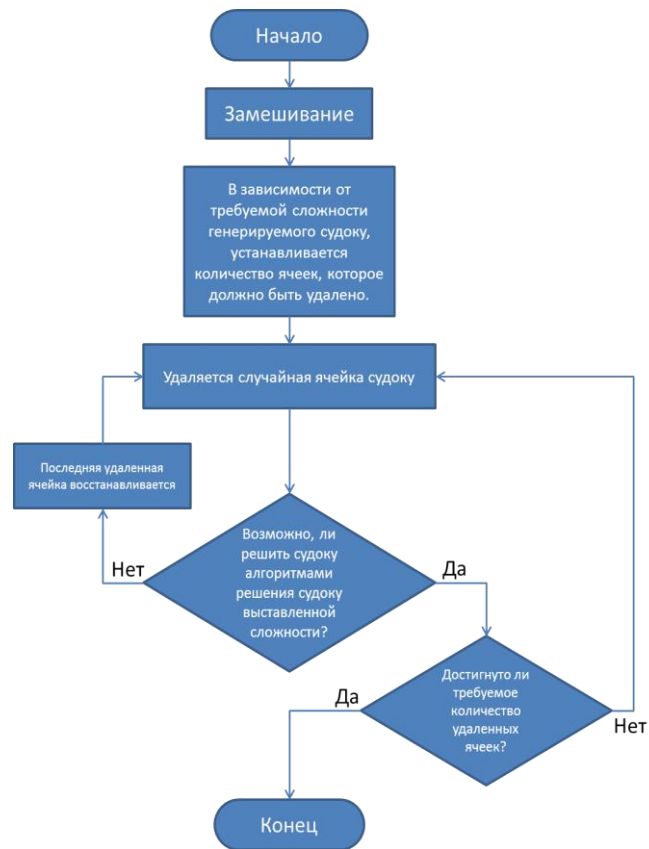 Начало
Замешивание
В зависимости от
требуемой сложности
генерируемого судоку,
устанавливается
количество ячеек, которое
должно быть удалено.
Удаляется случайная ячейка судоку
Последняя удаленная
ячейка восстанавливается
Возможно, ли
решить судоку
алгоритмами
решения судоку
выставленной
сложности?
Нет
Да
Достигнуто ли
требуемое
количество
удаленных
ячеек?
Да
Нет
Конец